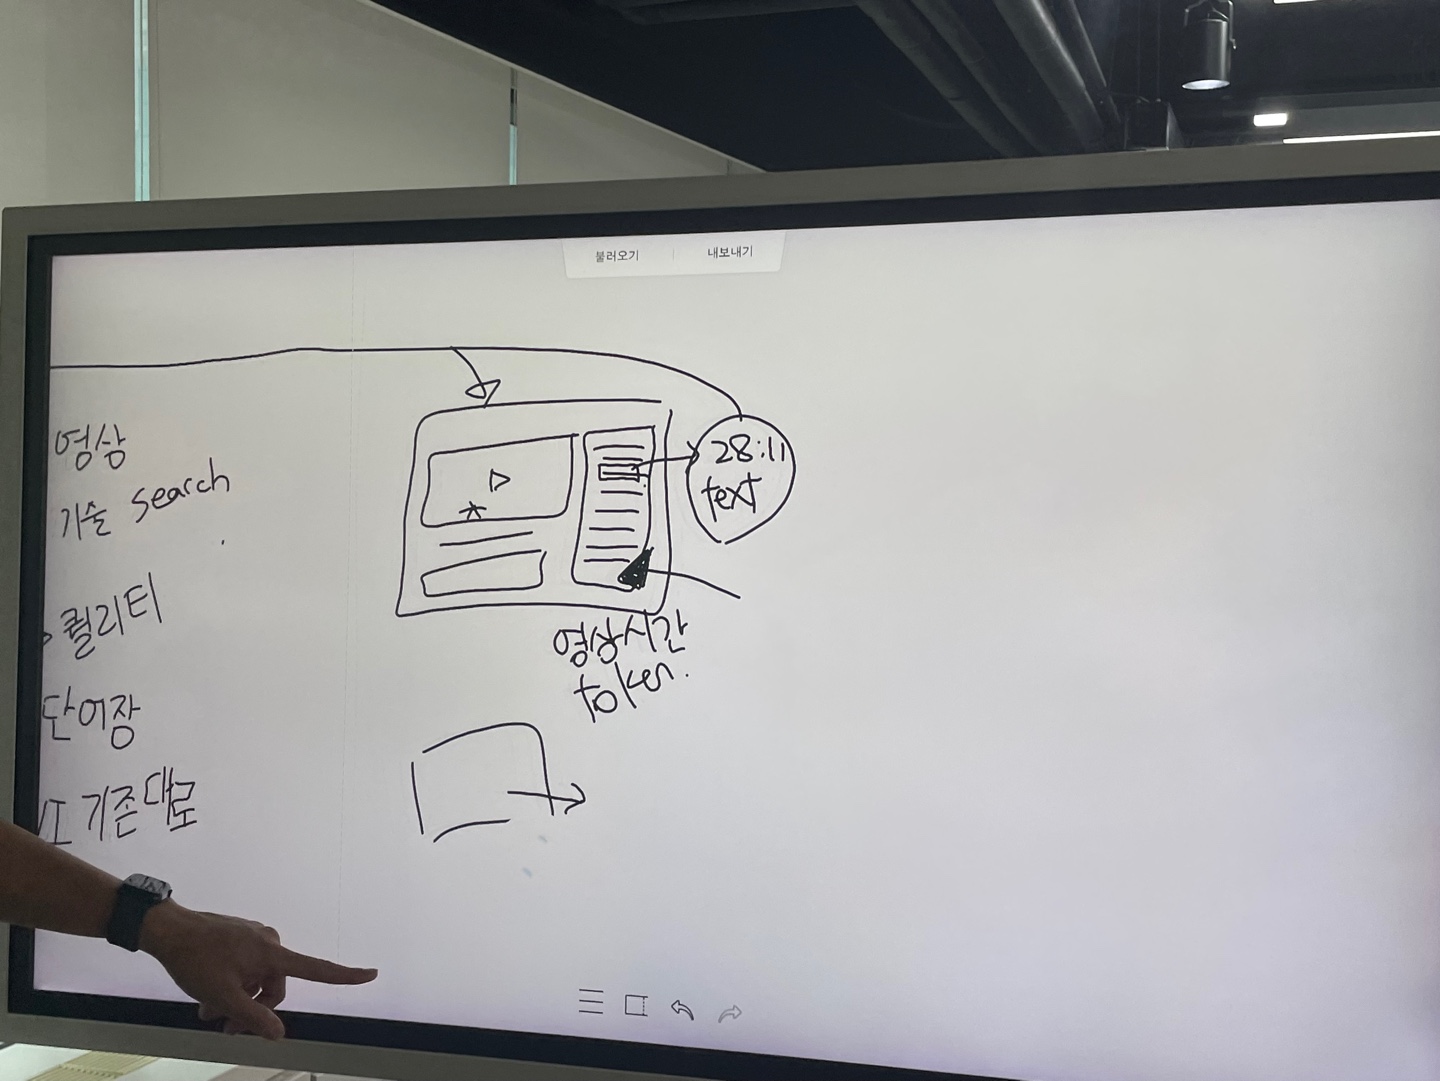 불러오기
내보내기
영상
기술 search
퀄리티
단어장
기존대로
28:11
text
영상시간
token.